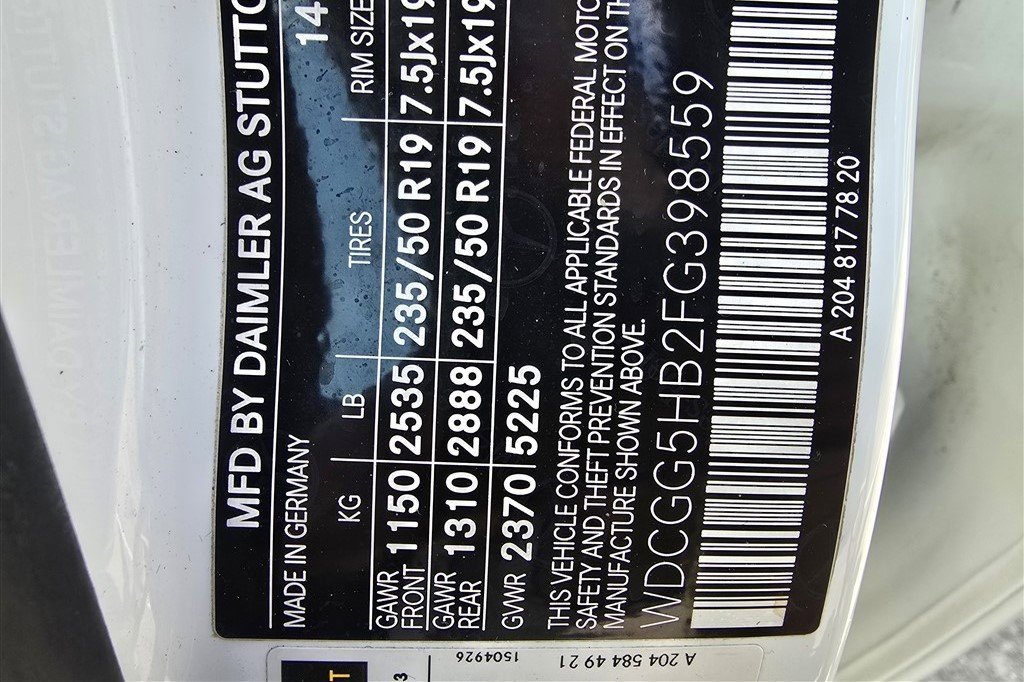 MFD BY DAIMLER AG STUTTG
MADE IN GERMANY 14
KG LB TIRES RIM SIZE
GAWR FRONT 1150 2535 235/50 R19 7.5Jx19
GAWR REAR 1310 2888 235/50 R19 7.5Jx19
GVWR 2370 5225
THIS VEHICLE CONFORMS TO ALL APPLICABLE FEDERAL MOTO
SAFETY AND THEFT PREVENTION STANDARDS IN EFFECT ON TH
MANUFACTURE SHOWN ABOVE.
WDCGG5HB2FG398559
A 204 817 78 20
A 204 584 49 21
1504926
3
T